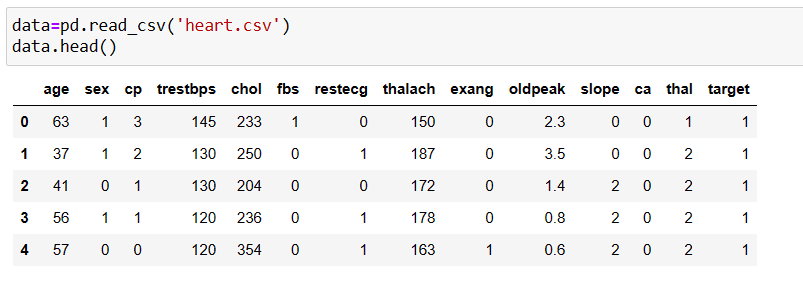 data=pd.read_csv('heart.csv')
data.head()
age sex cp trestbps chol fbs restecg thalach exang oldpeak slope ca thal target
0 63 1 3 145 233 1 0 150 0 2.3 0 0 1 1
1 37 1 2 130 250 0 1 187 0 3.5 0 0 2 1
2 41 0 1 130 204 0 0 172 0 1.4 2 0 2 1
3 56 1 1 120 236 0 1 178 0 0.8 2 0 2 1
4 57 0 0 120 354 0 1 163 1 0.6 2 0 2 1